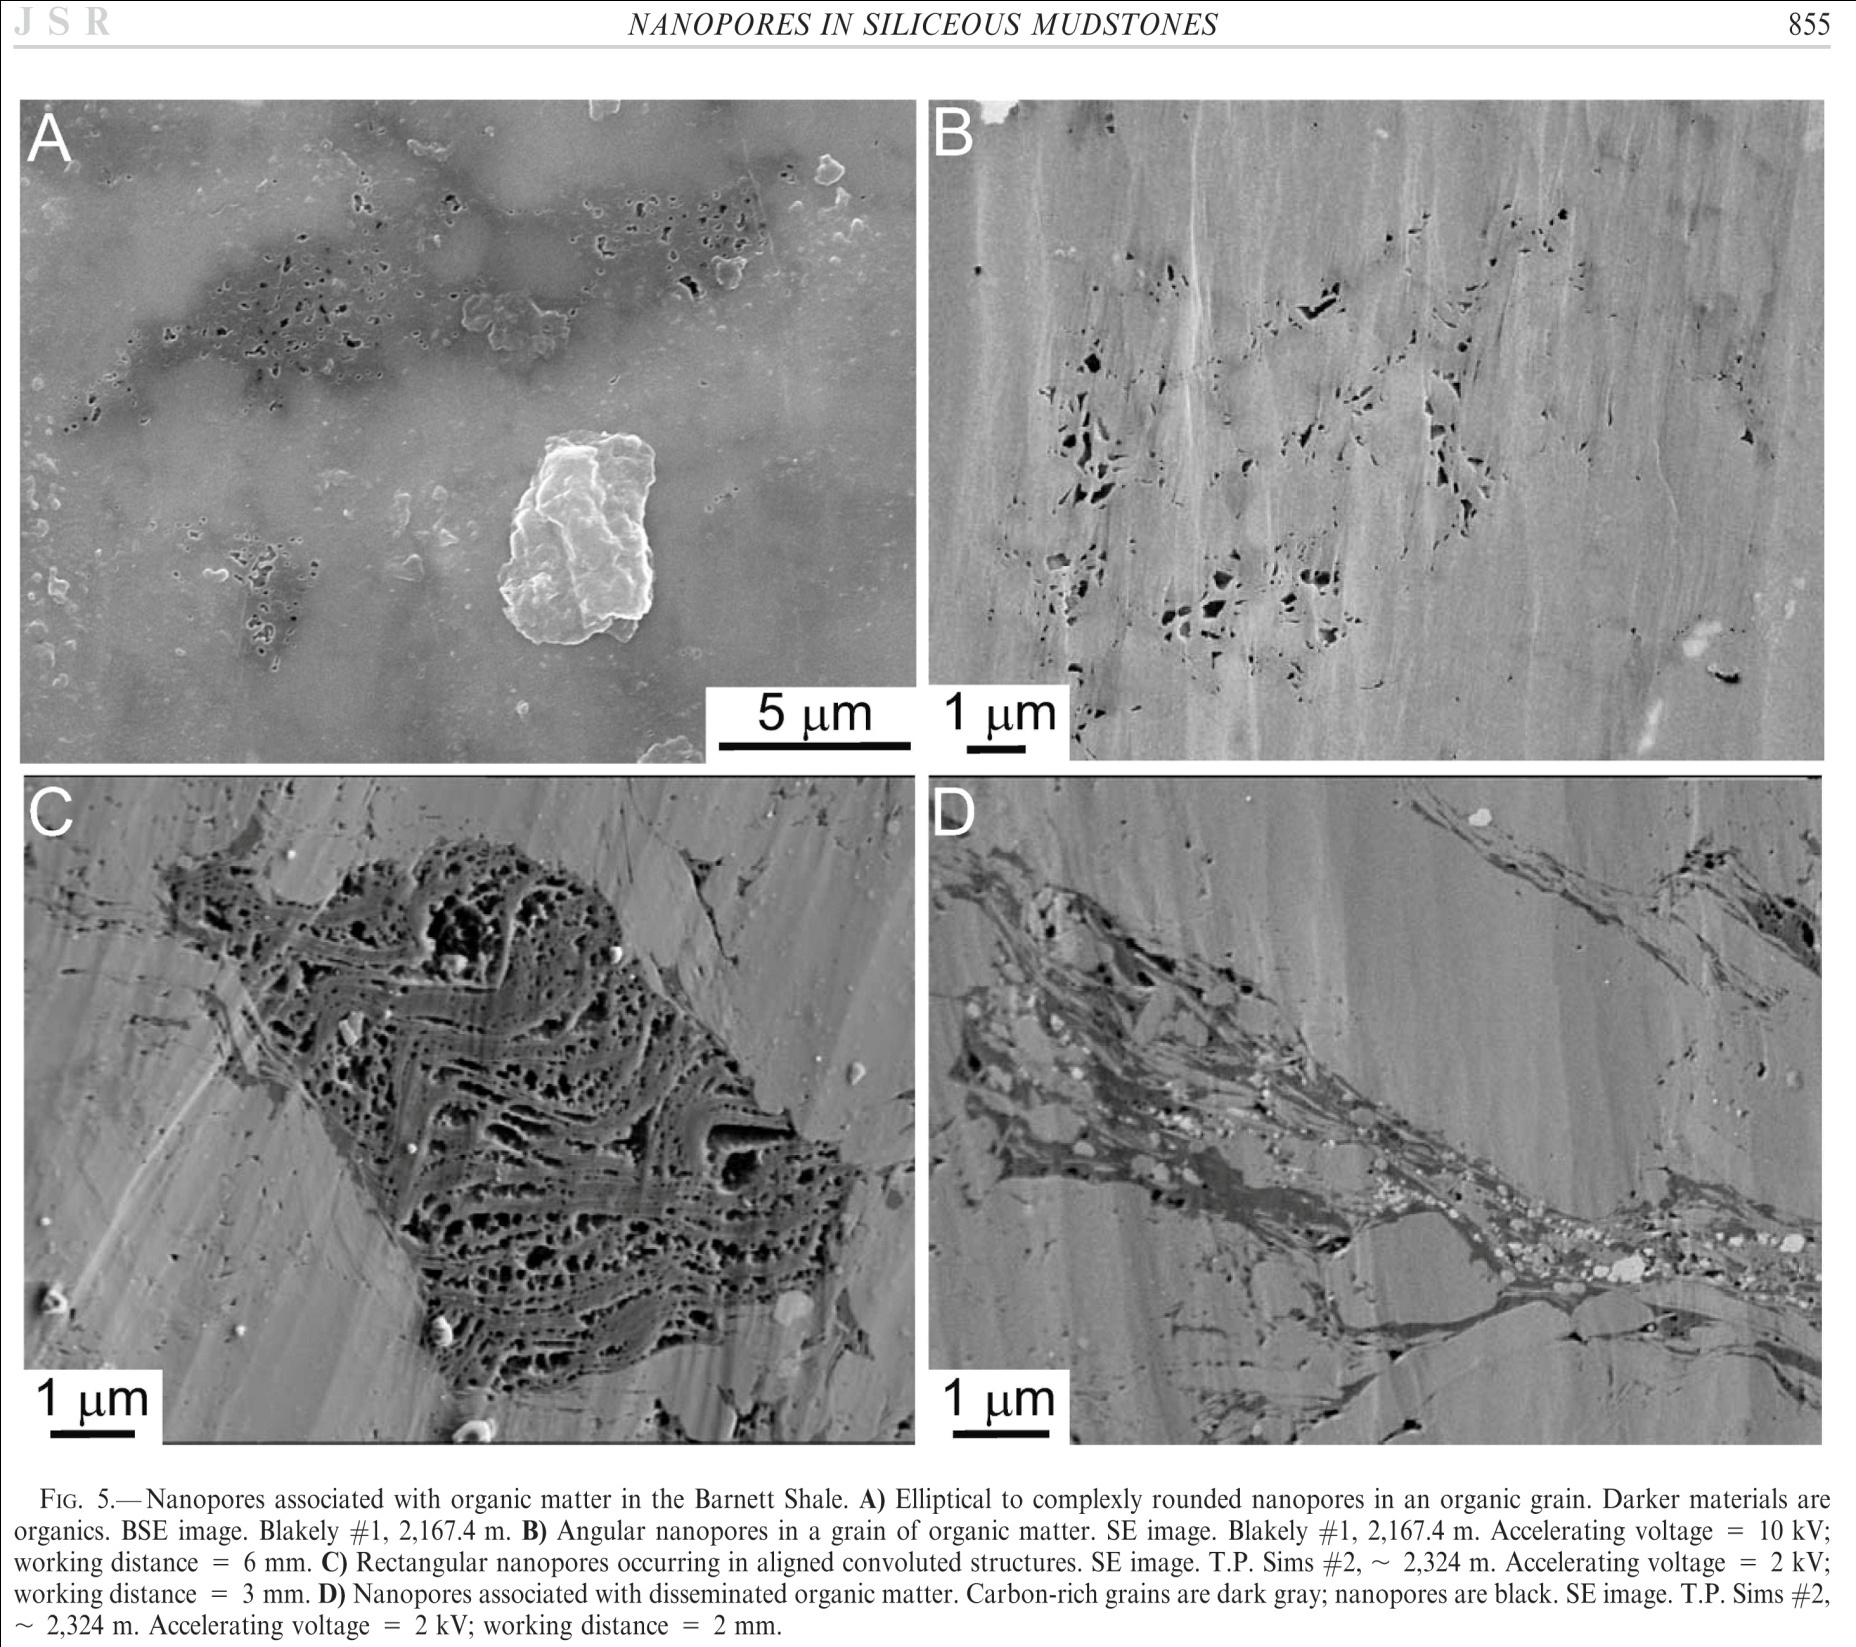 J S R NANOPORES IN SILICEOUS MUDSTONES 855
A
B
5 μm
1 μm
C
D
1 μm
1 μm
FIG. 5.—Nanopores associated with organic matter in the Barnett Shale. A) Elliptical to complexly rounded nanopores in an organic grain. Darker materials are
organics. BSE image. Blakely #1, 2,167.4 m. B) Angular nanopores in a grain of organic matter. SE image. Blakely #1, 2,167.4 m. Accelerating voltage = 10 kV;
working distance = 6 mm. C) Rectangular nanopores occurring in aligned convoluted structures. SE image. T.P. Sims #2, ~ 2,324 m. Accelerating voltage = 2 kV;
working distance = 3 mm. D) Nanopores associated with disseminated organic matter. Carbon-rich grains are dark gray; nanopores are black. SE image. T.P. Sims #2,
~ 2,324 m. Accelerating voltage = 2 kV; working distance = 2 mm.